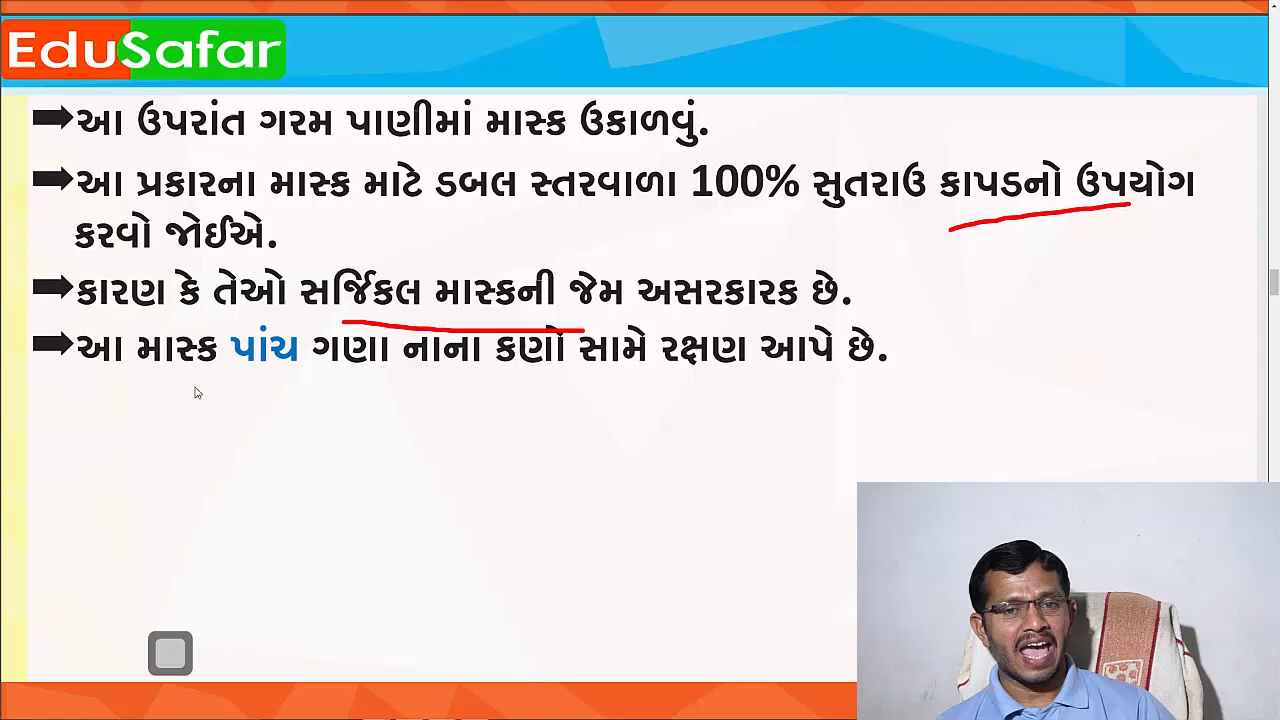 EduSafar
આ ઉપરાંત ગરમ પાણીમાં માસ્ક ઉકાળવું.
આ પ્રકારના માસ્ક માટે ડબલ સ્તરવાળા 100% સુતરાઉ કાપડનો ઉપયોગ
કરવો જોઈએ.
કારણ કે તેઓ સર્જિકલ માસ્કની જેમ અસરકારક છે.
આ માસ્ક પાંચ ગણા નાના કણો સામે રક્ષણ આપે છે.